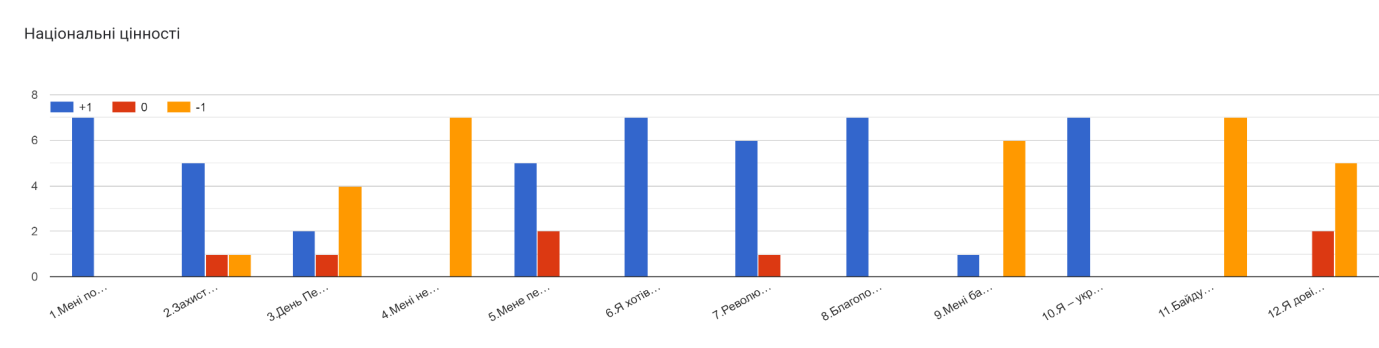 Національні цінності
8
6
4
2
0
+1 0 -1
1.Мені по…
2.Захист…
3.День Пе…
4.Мені не…
5.Мене пе…
6.Я хотів…
7.Револю…
8.Благопо…
9.Мені ба…
10.Я – укр…
11.Байду…
12.Я дові…